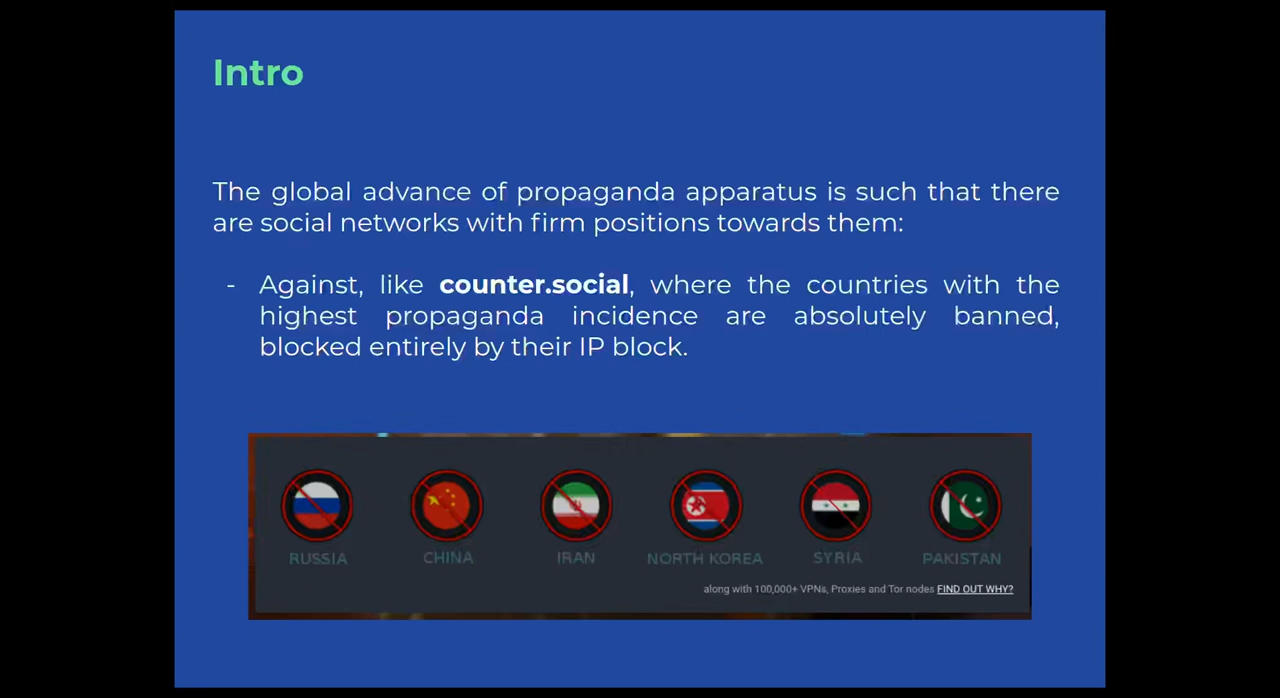 Intro
The global advance of propaganda apparatus is such that there
are social networks with firm positions towards them:
- Against, like counter.social, where the countries with the
highest propaganda incidence are absolutely banned,
blocked entirely by their IP block.
RUSSIA CHINA IRAN NORTH KOREA SYRIA PAKISTAN
along with 100,000+ VPNs, Proxies and Tor nodes FIND OUT WHY?